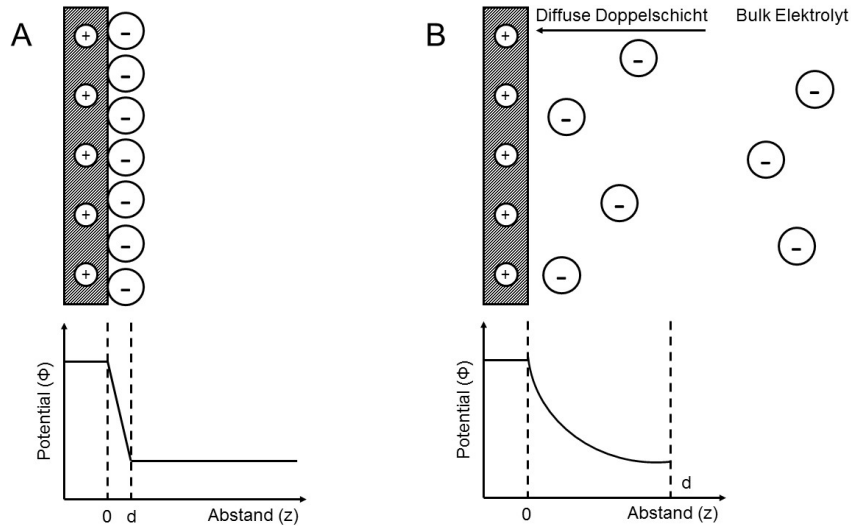 A
+
+
+
+
+
-
-
-
-
-
-
-
Potential (Φ)
0 d
Abstand (z)
B
Diffuse Doppelschicht
Bulk Elektrolyt
+
+
+
+
+
-
-
-
-
-
-
-
Potential (Φ)
d
0
Abstand (z)